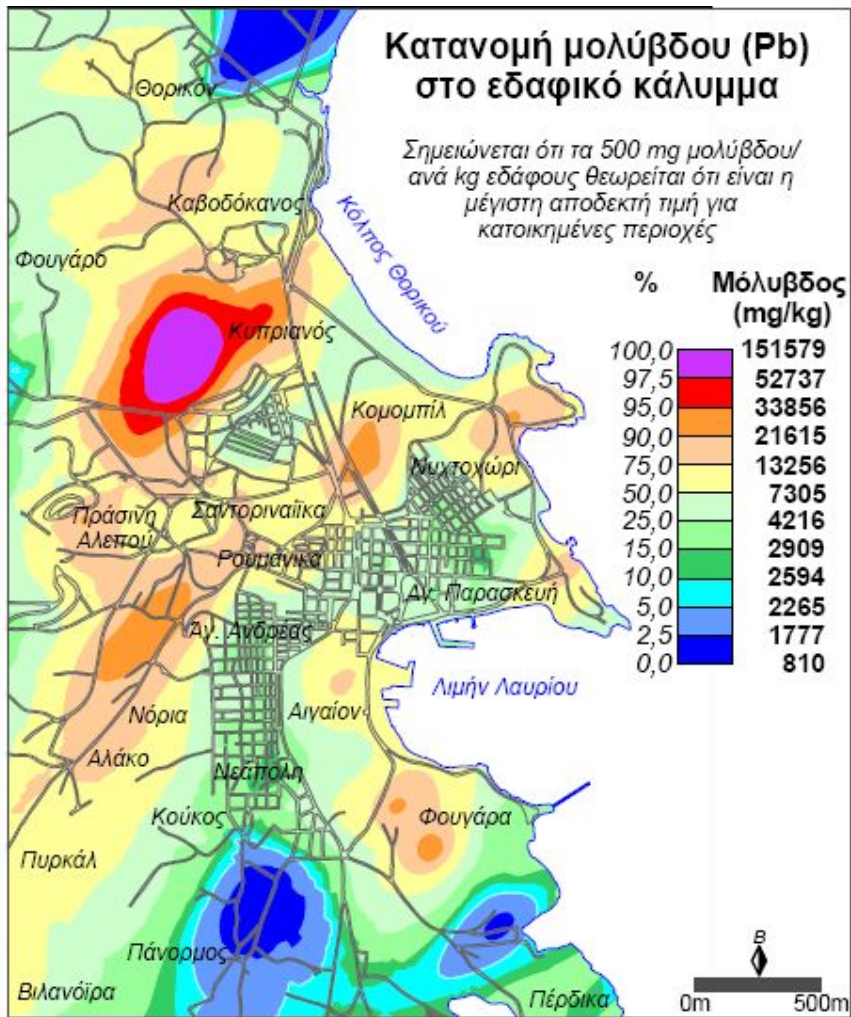 Κατανομή μολύβδου (Pb)
στο εδαφικό κάλυμμα
Σημειώνεται ότι τα 500 mg μολύβδου/
ανά kg εδάφους θεωρείται ότι είναι η
μέγιστη αποδεκτή τιμή για
κατοικημένες περιοχές
% Μόλυβδος
(mg/kg)
100,0 151579
97,5 52737
95,0 33856
90,0 21615
75,0 13256
50,0 7305
25,0 4216
15,0 2909
10,0 2594
5,0 2265
2,5 1777
0,0 810
Θορικόν
Καβοδόκανος
Κόλπος Θορικού
Φουγάρο
Κυπριανός
Κομομπίλ
Νυχτοχώρι
Σαντοριναίϊκα
Πράσινη
Αλεπού
Ρουμάνικα
Αγ. Παρασκευή
Άγ. Ανδρέας
Λιμήν Λαυρίου
Νόρια
Αιγαίον
Αλάκο
Νεάπολη
Κούκος
Φουγάρα
Πυρκάλ
Πάνορμος
Βιλανόϊρα
Πέρδικα
B
0m 500m